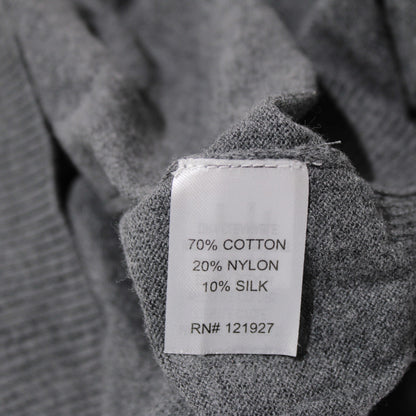 70% COTTON
20% NYLON
10% SILK
RN# 121927